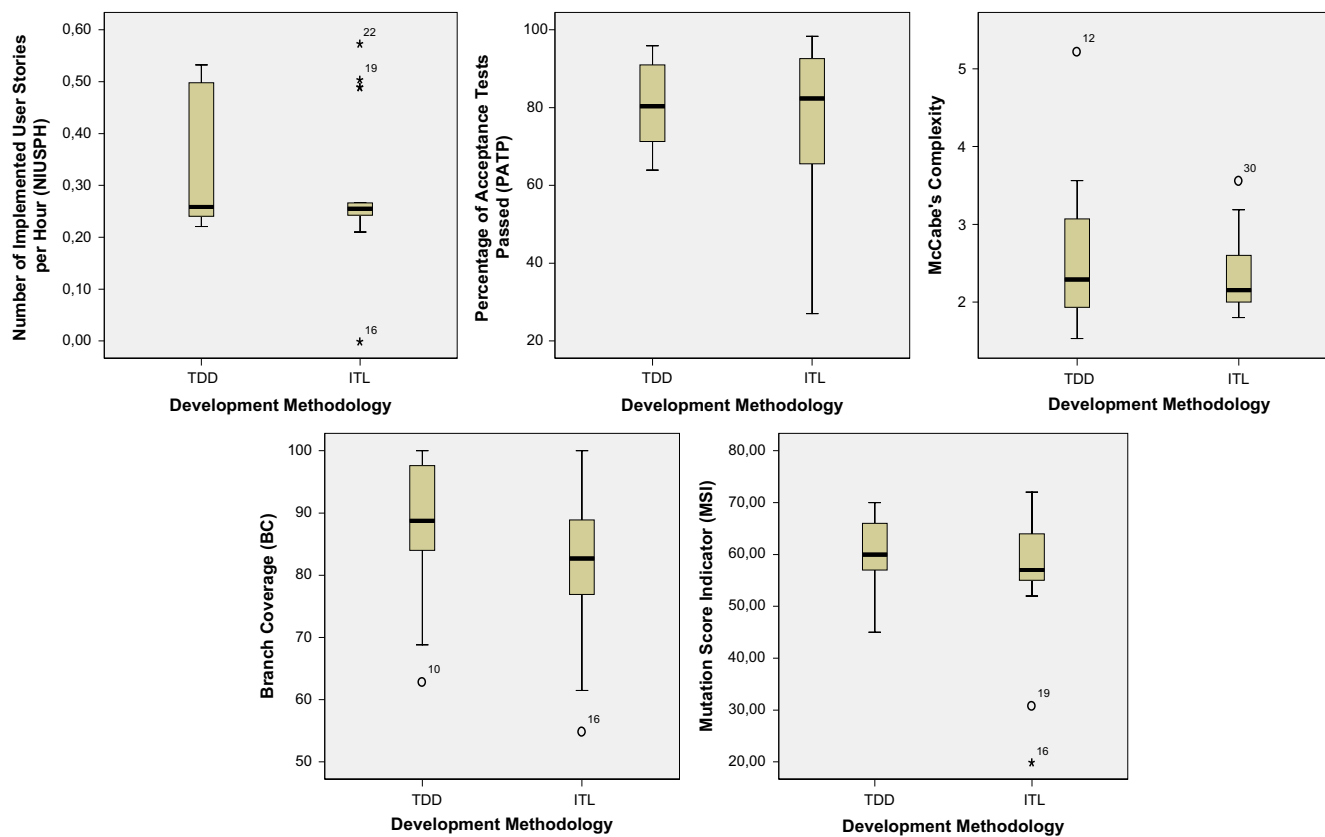 Number of Implemented User Stories
per Hour (NIUSPH)
0,60
0,50
0,40
0,30
0,20
0,10
0,00
22
19
16
TDD
ITL
Development Methodology
Percentage of Acceptance Tests
Passed (PATP)
100
80
60
40
20
TDD
ITL
Development Methodology
McCabe's Complexity
5
4
3
2
12
30
TDD
ITL
Development Methodology
Branch Coverage (BC)
100
90
80
70
60
50
10
16
TDD
ITL
Development Methodology
Mutation Score Indicator (MSI)
80,00
70,00
60,00
50,00
40,00
30,00
20,00
19
16
TDD
ITL
Development Methodology